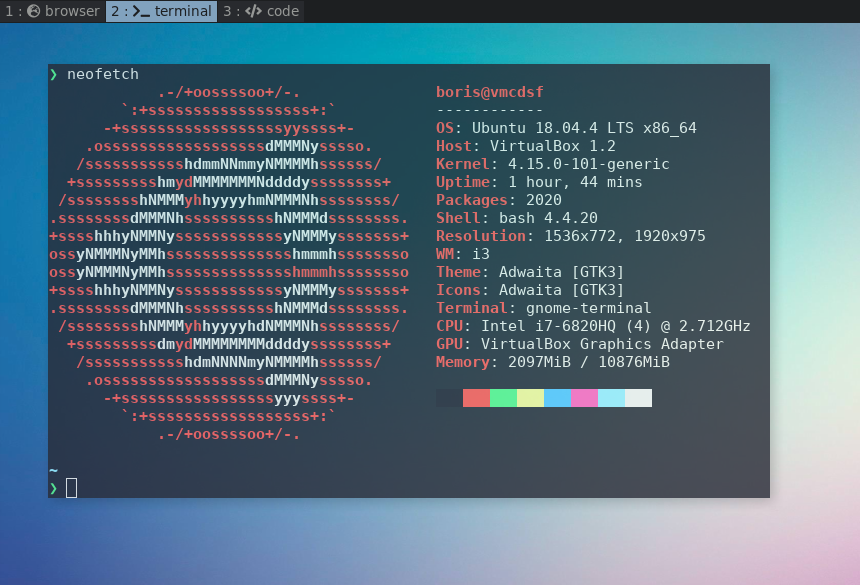 1 : browser 2 : terminal 3 : code
❯ neofetch
.-/+oossssoo+/-.
`:+ssssssssssssssssss+:`
-+ssssssssssssssssssyyssss+-
.ossssssssssssssssssdMMMNysssso.
/ssssssssssshdmmNNmmyNMMMMhssssss/
+ssssssssshmydMMMMMMMNddddyssssssss+
/sssssssshNMMMyhhyyyyhmNMMMNhssssssss/
.ssssssssdMMMNhsssssssssshNMMMdssssssss.
+sssshhhyNMMNyssssssssssssyNMMMysssssss+
ossyNMMMNyMMhsssssssssssssshmmmhssssssso
ossyNMMMNyMMhsssssssssssssshmmmhssssssso
+sssshhhyNMMNyssssssssssssyNMMMysssssss+
.ssssssssdMMMNhsssssssssshNMMMdssssssss.
/sssssssshNMMMyhhyyyyhdNMMMNhssssssss/
+sssssssssdmydMMMMMMMMddddyssssssss+
/ssssssssssshdmNNNNmyNMMMMhssssss/
.ossssssssssssssssssdMMMNysssso.
-+sssssssssssssssssyyyssss+-
`:+ssssssssssssssssss+:`
.-/+oossssoo+/-.
boris@vmcdsf
------------
OS: Ubuntu 18.04.4 LTS x86_64
Host: VirtualBox 1.2
Kernel: 4.15.0-101-generic
Uptime: 1 hour, 44 mins
Packages: 2020
Shell: bash 4.4.20
Resolution: 1536x772, 1920x975
WM: i3
Theme: Adwaita [GTK3]
Icons: Adwaita [GTK3]
Terminal: gnome-terminal
CPU: Intel i7-6820HQ (4) @ 2.712GHz
GPU: VirtualBox Graphics Adapter
Memory: 2097MiB / 10876MiB
~
❯